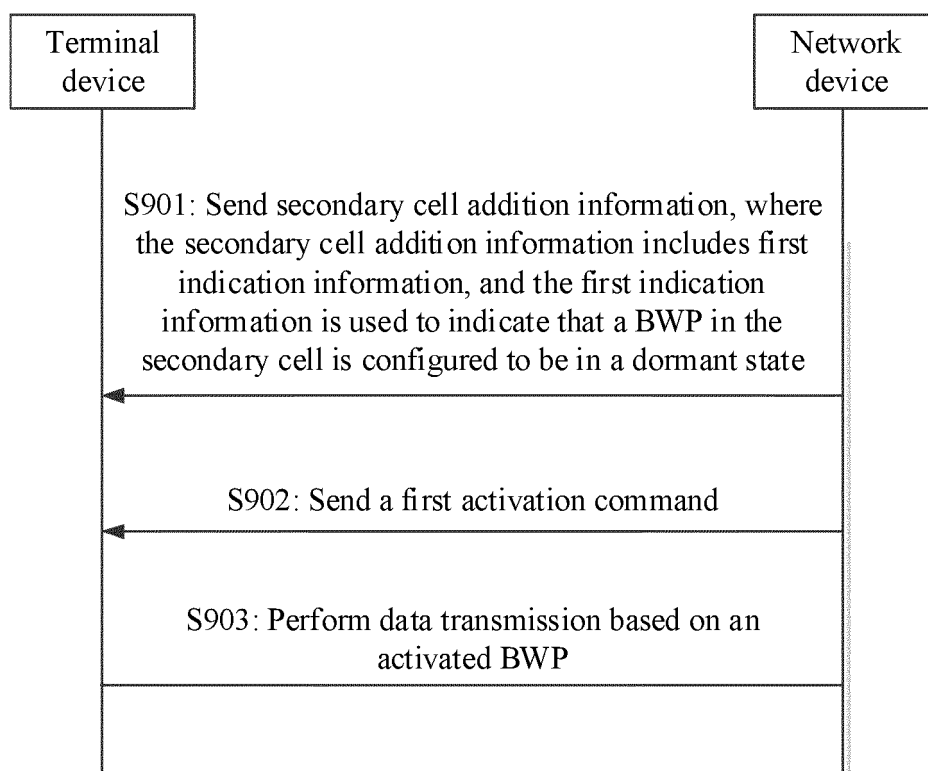 Terminal
device
Network
device
S901: Send secondary cell addition information, where
the secondary cell addition information includes first
indication information, and the first indication
information is used to indicate that a BWP in the
secondary cell is configured to be in a dormant state
S902: Send a first activation command
S903: Perform data transmission based on an
activated BWP